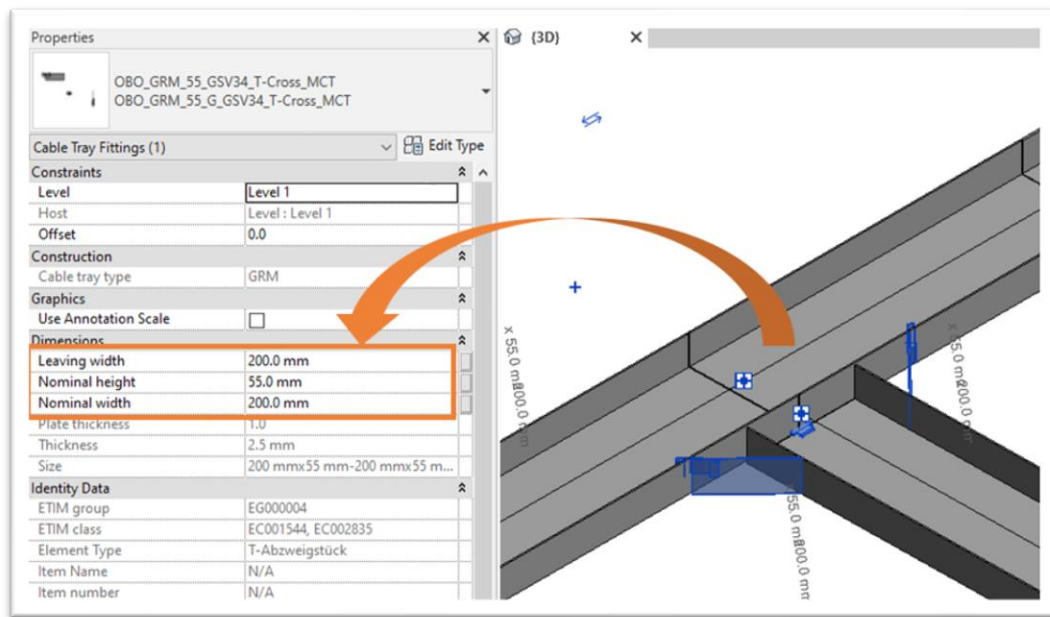 Properties
OBO_GRM_55_GSV34_T-Cross_MCT
OBO_GRM_55_G_GSV34_T-Cross_MCT
Cable Tray Fittings (1) Edit Type
Constraints
Level Level 1
Host Level : Level 1
Offset 0.0
Construction
Cable tray type GRM
Graphics
Use Annotation Scale
Dimensions
Leaving width 200.0 mm
Nominal height 55.0 mm
Nominal width 200.0 mm
Plate thickness 1.0
Thickness 2.5 mm
Size 200 mmx55 mm-200 mmx55 m...
Identity Data
ETIM group EG000004
ETIM class EC001544, EC002835
Element Type T-Abzweigstück
Item Name N/A
Item number N/A
{3D}